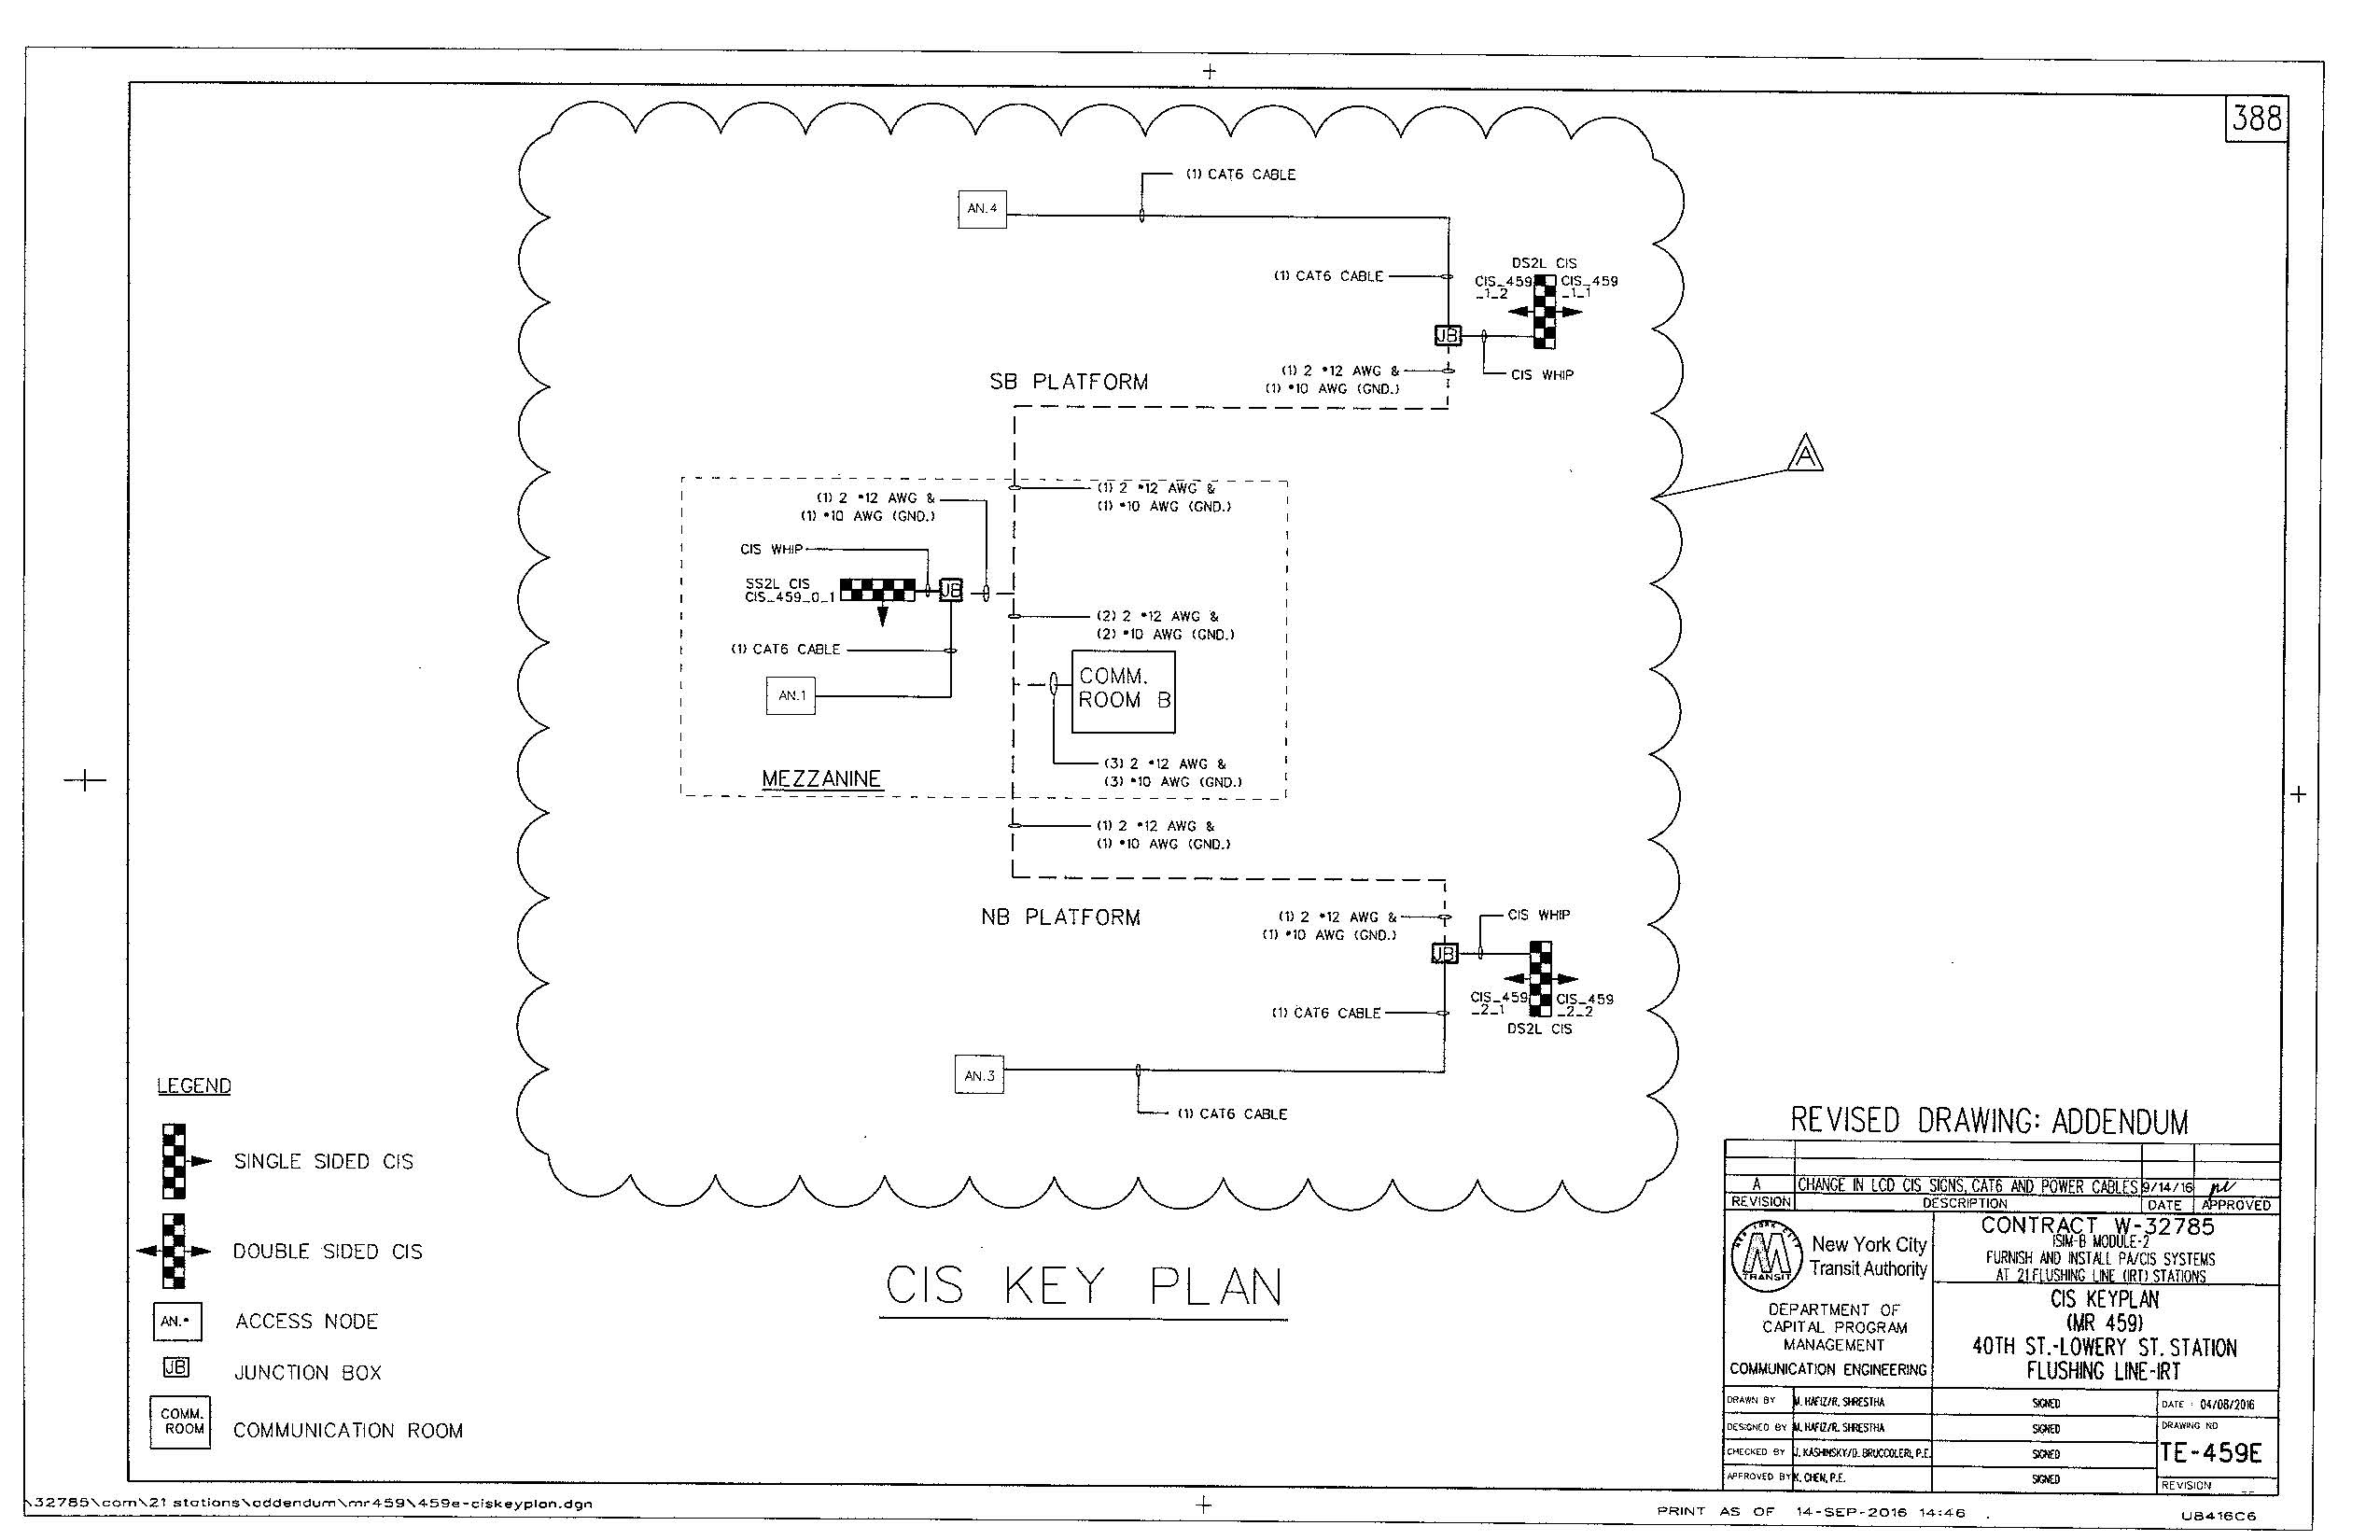 388
(1) CAT6 CABLE
AN.4
DS2L CIS
(1) CAT6 CABLE
CIS_459
_1_2
CIS_459
_1_1
JB
(1) 2 #12 AWG &
(1) #10 AWG (GND.)
CIS WHIP
SB PLATFORM
A
(1) 2 #12 AWG &
(1) #10 AWG (GND.)
(1) 2 #12 AWG &
(1) #10 AWG (GND.)
CIS WHIP
SS2L CIS
CIS_459_0_1
JB
(2) 2 #12 AWG &
(2) #10 AWG (GND.)
(1) CAT6 CABLE
COMM.
ROOM B
AN.1
(3) 2 #12 AWG &
(3) #10 AWG (GND.)
MEZZANINE
(1) 2 #12 AWG &
(1) #10 AWG (GND.)
NB PLATFORM
(1) 2 #12 AWG &
(1) #10 AWG (GND.)
CIS WHIP
JB
CIS_459
_2_1
CIS_459
_2_2
(1) CAT6 CABLE
DS2L CIS
AN.3
(1) CAT6 CABLE
LEGEND
SINGLE SIDED CIS
DOUBLE SIDED CIS
AN.*
ACCESS NODE
JB
JUNCTION BOX
COMM.
ROOM
COMMUNICATION ROOM
CIS KEY PLAN
REVISED DRAWING: ADDENDUM
A CHANGE IN LCD CIS SIGNS, CAT6 AND POWER CABLES 9/14/16
REVISION DESCRIPTION DATE APPROVED
NEW YORK CITY
TRANSIT
New York City
Transit Authority
DEPARTMENT OF
CAPITAL PROGRAM
MANAGEMENT
COMMUNICATION ENGINEERING
CONTRACT W-32785
ISIM-B MODULE-2
FURNISH AND INSTALL PA/CIS SYSTEMS
AT 21 FLUSHING LINE (IRT) STATIONS
CIS KEYPLAN
(MR 459)
40TH ST.-LOWERY ST. STATION
FLUSHING LINE-IRT
DRAWN BY M. HAFIZ/R. SHRESTHA SIGNED DATE : 04/08/2016
DESIGNED BY M. HAFIZ/R. SHRESTHA SIGNED DRAWING NO
CHECKED BY J. KASHINSKY/D. BRUCCOLERI, P.E. SIGNED TE-459E
APPROVED BY K. CHEN, P.E. SIGNED REVISION --
\32785\com\21 stations\addendum\mr459\459e-ciskeyplan.dgn
PRINT AS OF 14-SEP-2016 14:46
U8416C6